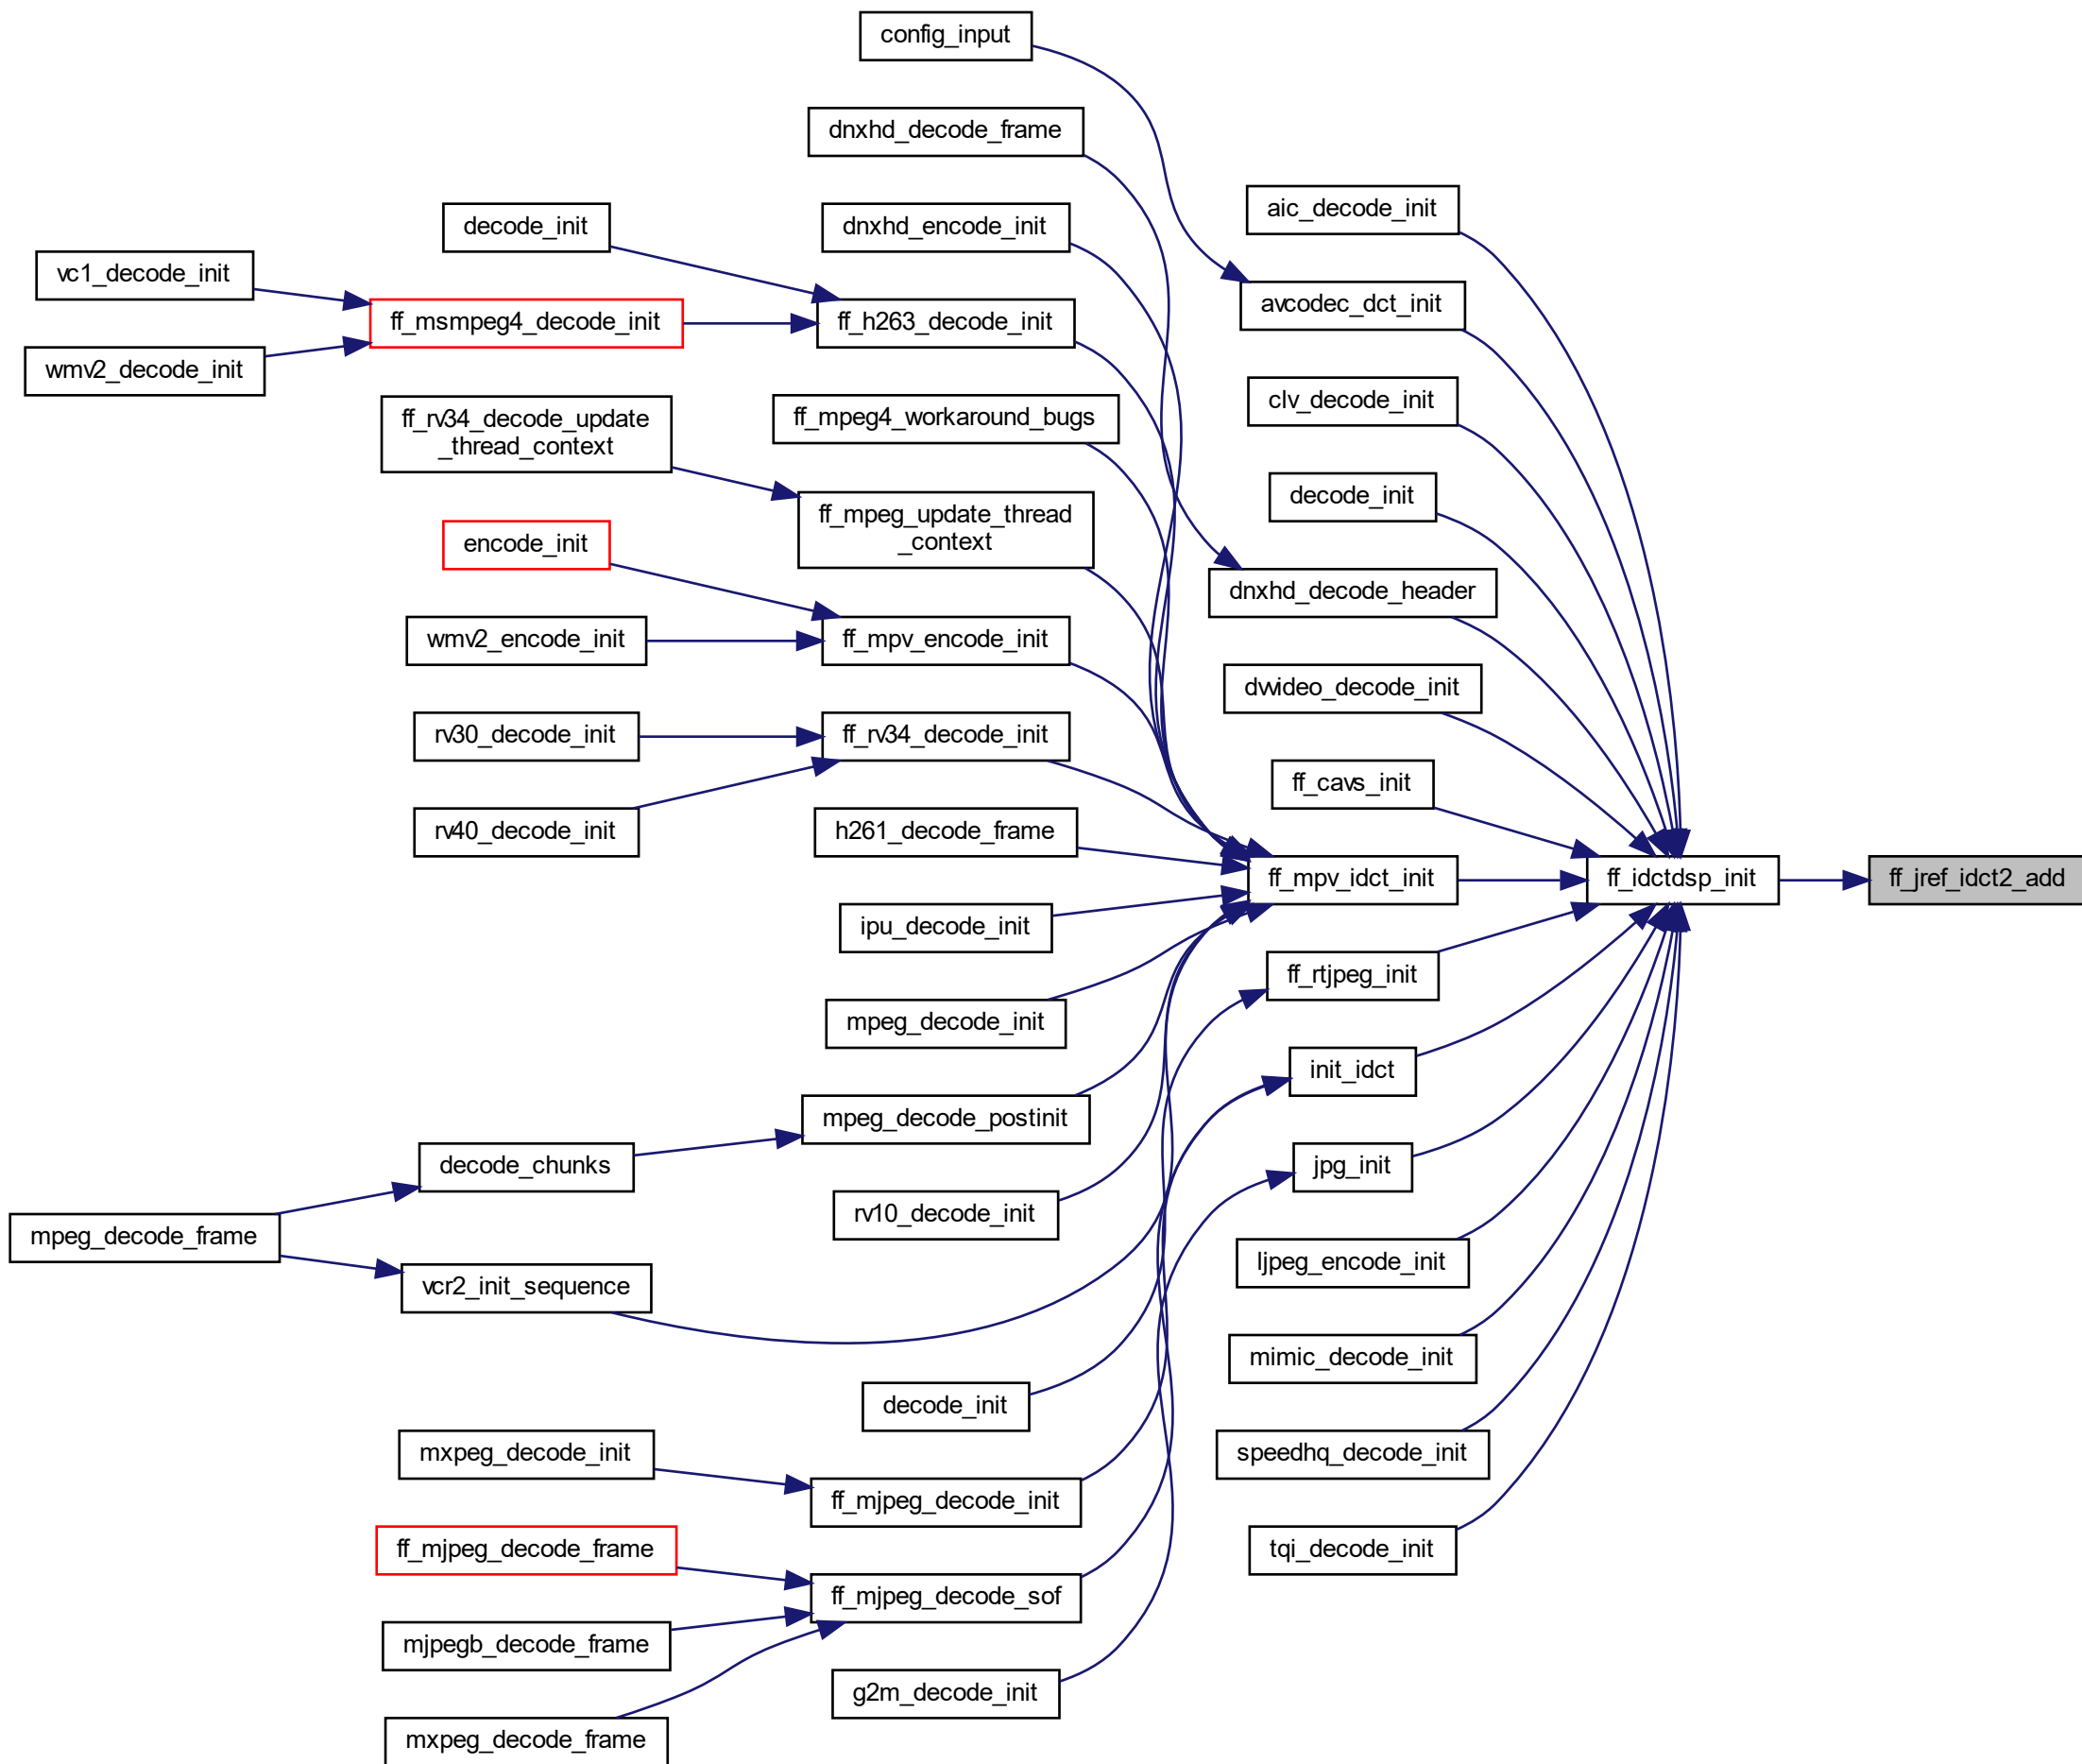 config_input
dnxhd_decode_frame
aic_decode_init
decode_init
dnxhd_encode_init
vc1_decode_init
avcodec_dct_init
ff_msmpeg4_decode_init
ff_h263_decode_init
wmv2_decode_init
clv_decode_init
ff_rv34_decode_update
_thread_context
ff_mpeg4_workaround_bugs
decode_init
ff_mpeg_update_thread
_context
encode_init
dnxhd_decode_header
wmv2_encode_init
ff_mpv_encode_init
dvvideo_decode_init
rv30_decode_init
ff_rv34_decode_init
ff_cavs_init
rv40_decode_init
h261_decode_frame
ff_mpv_idct_init
ff_idctdsp_init
ff_jref_idct2_add
ipu_decode_init
ff_rtjpeg_init
mpeg_decode_init
init_idct
mpeg_decode_postinit
decode_chunks
jpg_init
rv10_decode_init
mpeg_decode_frame
ljpeg_encode_init
vcr2_init_sequence
mimic_decode_init
decode_init
mxpeg_decode_init
speedhq_decode_init
ff_mjpeg_decode_init
ff_mjpeg_decode_frame
tqi_decode_init
ff_mjpeg_decode_sof
mjpegb_decode_frame
g2m_decode_init
mxpeg_decode_frame